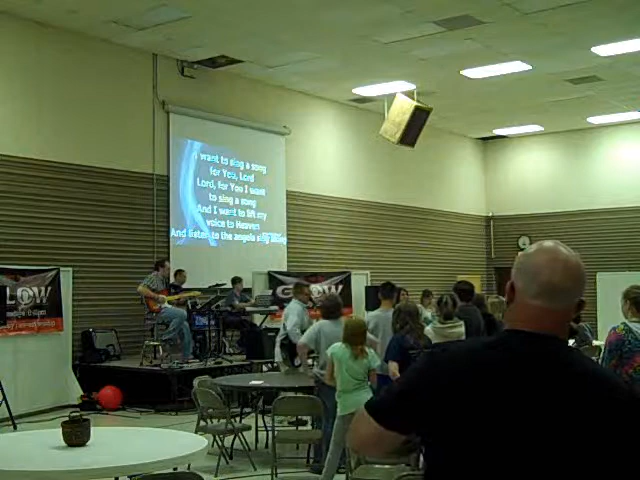 I want to sing a song
for You, Lord
Lord, for You I want
to sing a song
And I want to lift my
voice to Heaven
And listen to the angels sing along
LOW
GLOW